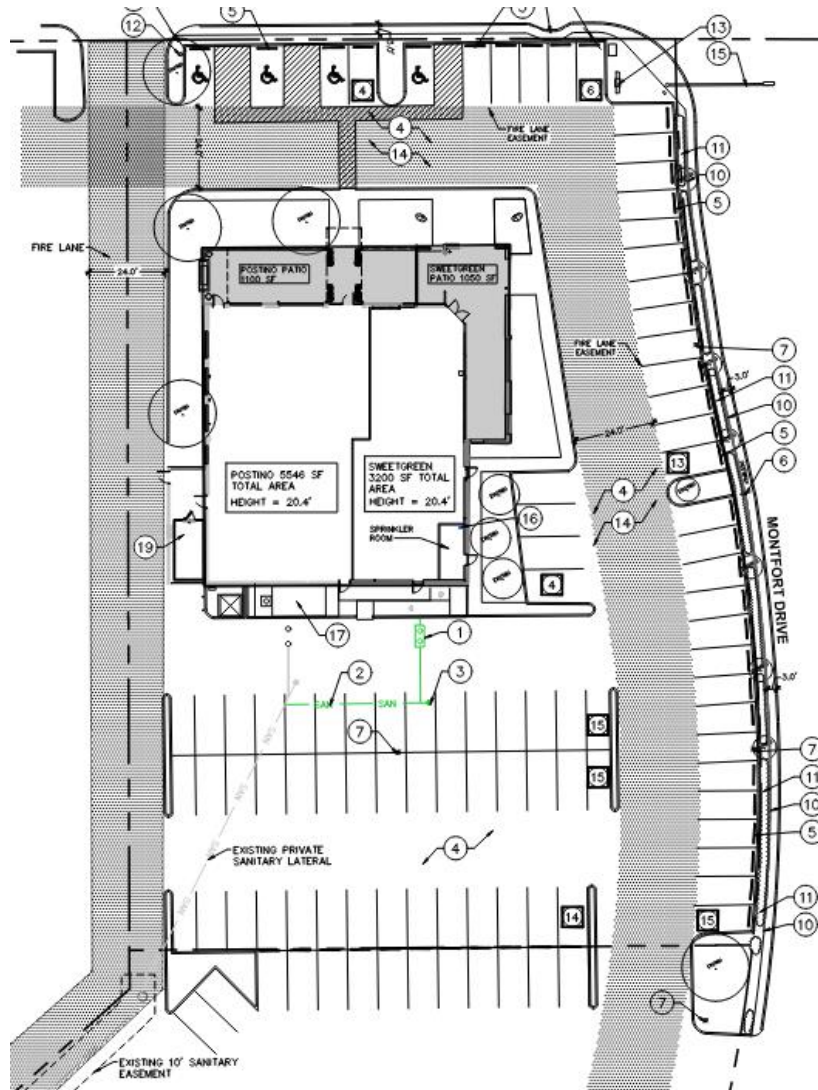 5
12
13
15
4
6
4
FIRE LANE
EASEMENT
14
24.0'
11
10
5
FIRE LANE
24.0'
POSTINO PATIO
1100 SF
SWEETGREEN
PATIO 1050 SF
FIRE LANE
EASEMENT
7
3.0'
11
10
24.0'
5
13
6
POSTINO 5546 SF
TOTAL AREA
HEIGHT = 20.4'
SWEETGREEN
3200 SF TOTAL
AREA
HEIGHT = 20.4'
4
14
16
SPRINKLER
ROOM
19
4
MONTFORT DRIVE
17
1
3.0'
2
3
SAN
SAN
7
15
7
15
11
SAN
10
EXISTING PRIVATE
SANITARY LATERAL
4
5
SAN
14
15
11
10
7
EXISTING 10' SANITARY
EASEMENT